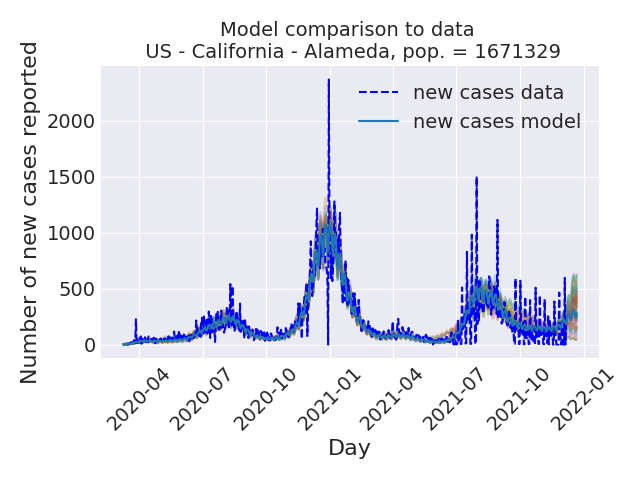 Model comparison to data
US - California - Alameda, pop. = 1671329
Number of new cases reported
2000
1500
1000
500
0
new cases data
new cases model
2020-04
2020-07
2020-10
2021-01
2021-04
2021-07
2021-10
2022-01
Day